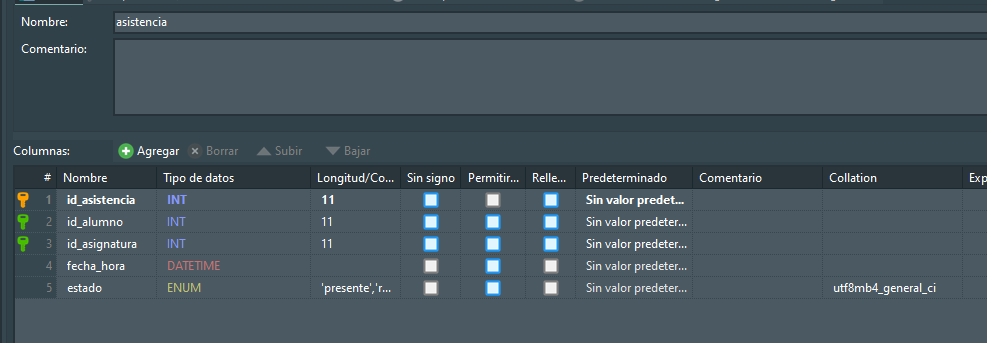 Nombre: asistencia
Comentario:
Columnas: Agregar Borrar Subir Bajar
# Nombre Tipo de datos Longitud/Co... Sin signo Permitir... Relle... Predeterminado Comentario Collation Exp
1 id_asistencia INT 11 Sin valor predet...
2 id_alumno INT 11 Sin valor predeter...
3 id_asignatura INT 11 Sin valor predeter...
4 fecha_hora DATETIME Sin valor predeter...
5 estado ENUM 'presente','r... Sin valor predeter... utf8mb4_general_ci